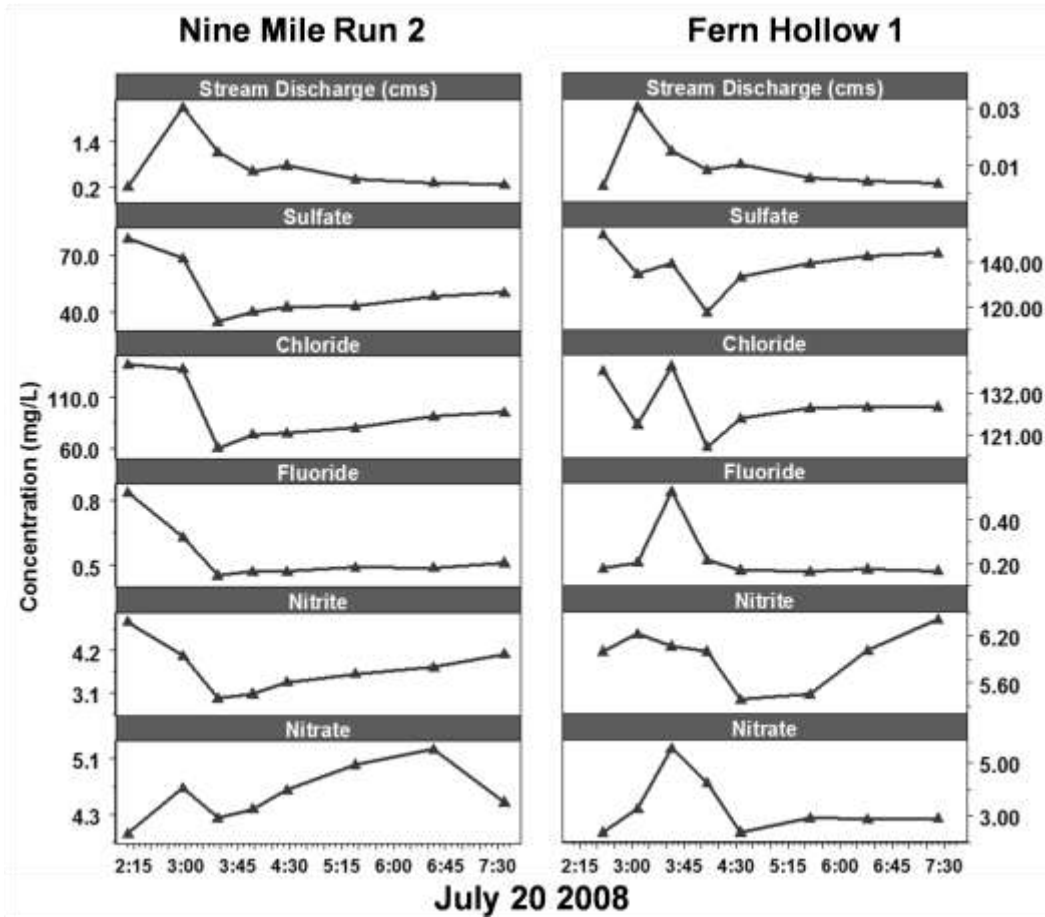 Nine Mile Run 2
Fern Hollow 1
Stream Discharge (cms)
1.4
0.2
Stream Discharge (cms)
0.03
0.01
Sulfate
70.0
40.0
Sulfate
140.00
120.00
Chloride
110.0
60.0
Chloride
132.00
121.00
Fluoride
0.8
0.5
Fluoride
0.40
0.20
Nitrite
4.2
3.1
Nitrite
6.20
5.60
Nitrate
5.1
4.3
Nitrate
5.00
3.00
Concentration (mg/L)
2:15 3:00 3:45 4:30 5:15 6:00 6:45 7:30
2:15 3:00 3:45 4:30 5:15 6:00 6:45 7:30
July 20 2008